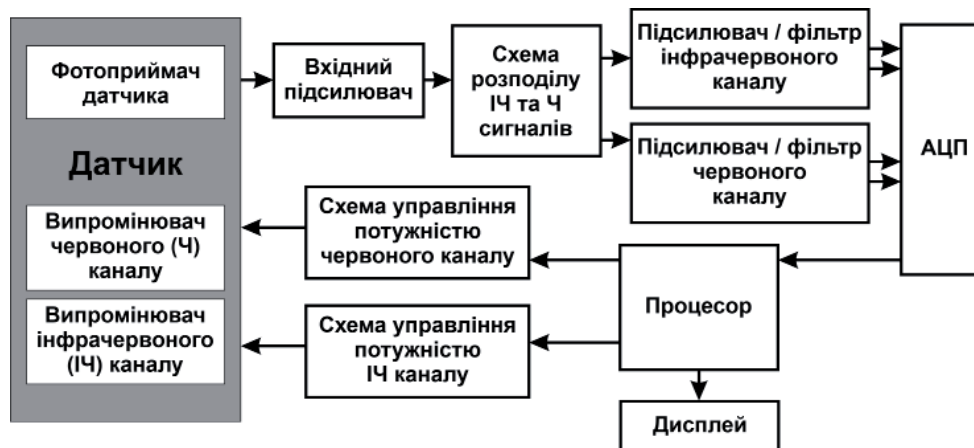 Фотоприймач
датчика
Датчик
Випромінювач
червоного (Ч)
каналу
Випромінювач
інфрачервоного
(ІЧ) каналу
Вхідний
підсилювач
Схема
розподілу
ІЧ та Ч
сигналів
Підсилювач / фільтр
інфрачервоного
каналу
Підсилювач / фільтр
червоного
каналу
АЦП
Схема управління
потужністю
червоного каналу
Схема управління
потужністю
ІЧ каналу
Процесор
Дисплей